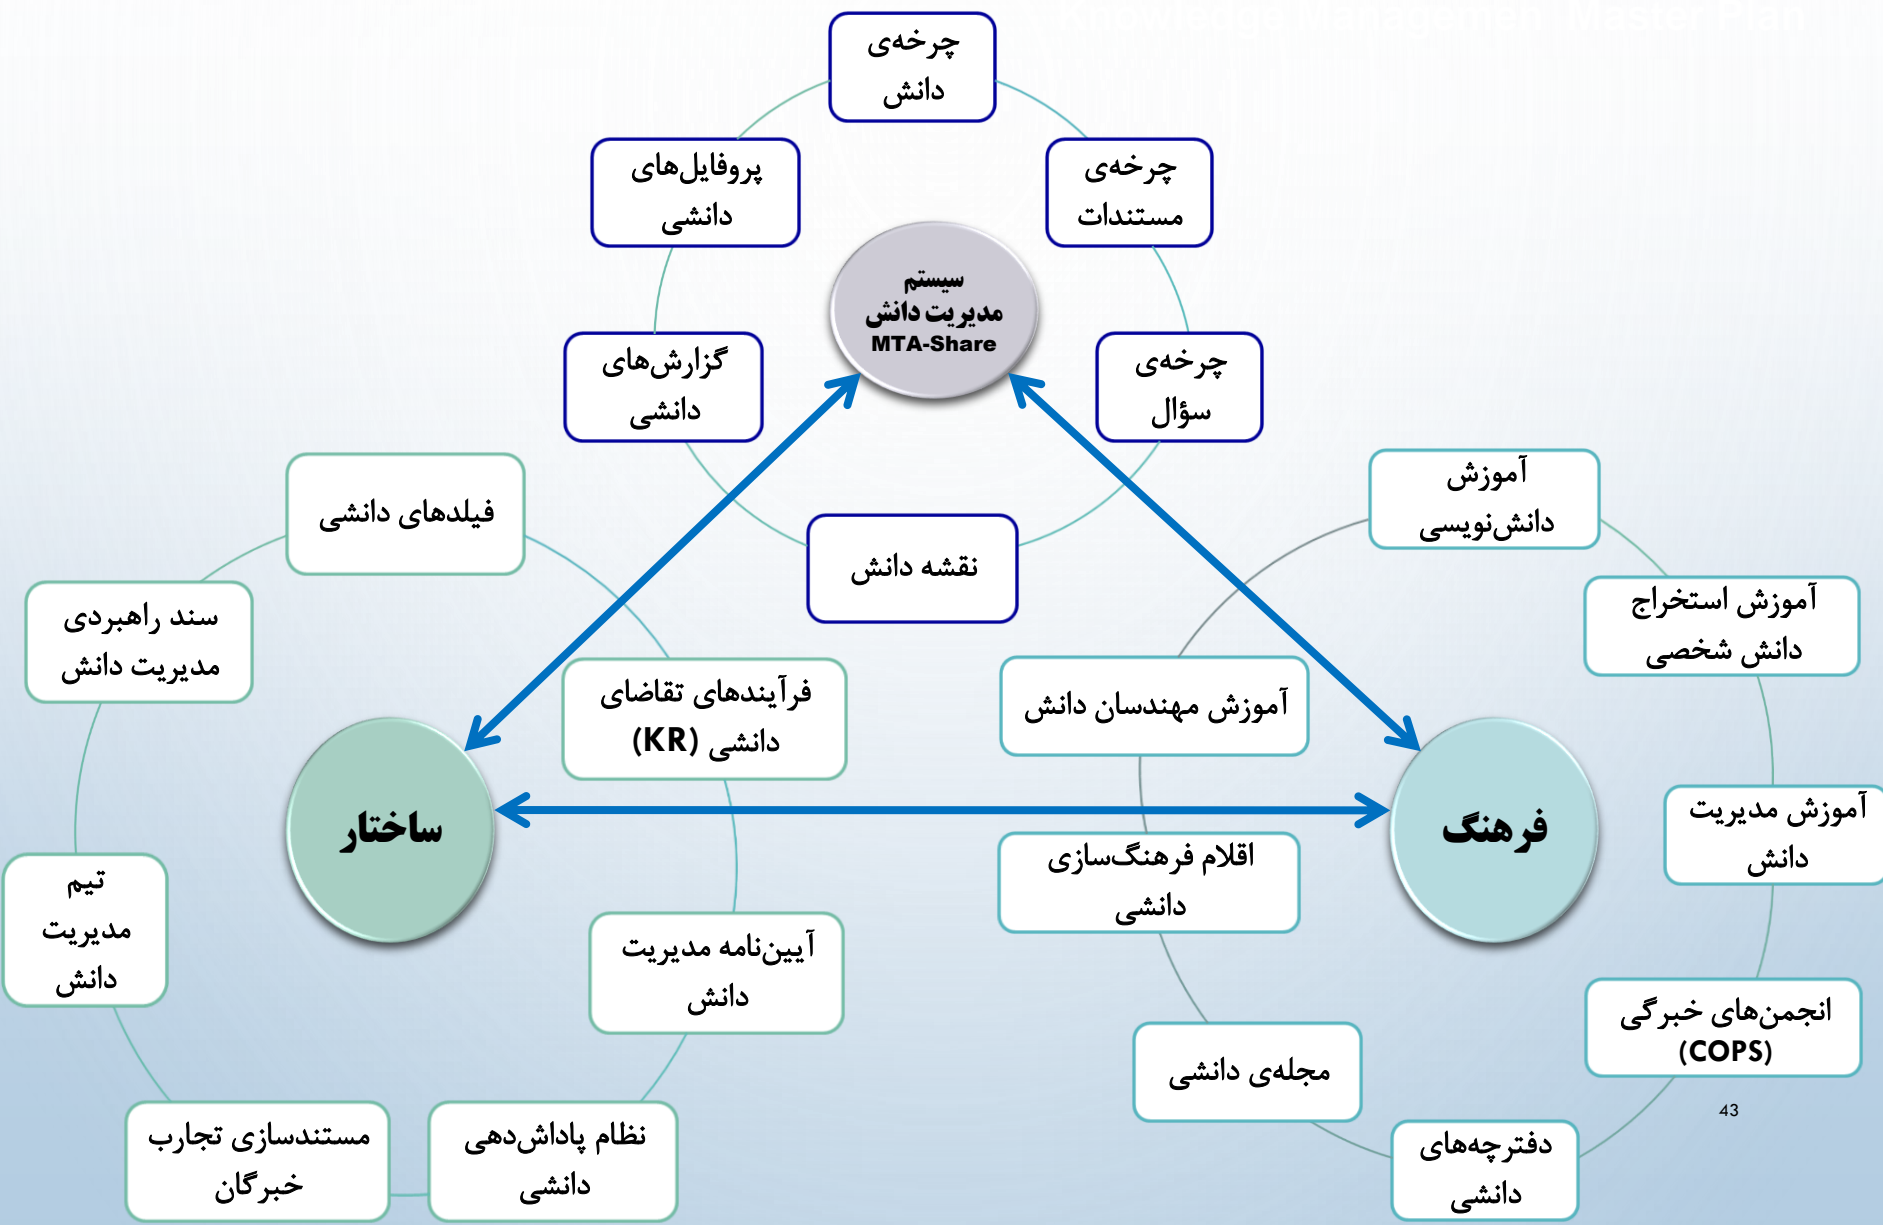 چرخه‌ی
دانش
پروفایل‌های
دانشی
چرخه‌ی
مستندات
سیستم
مدیریت دانش
MTA-Share
گزارش‌های
دانشی
چرخه‌ی
سؤال
نقشه دانش
فیلدهای دانشی
سند راهبردی
مدیریت دانش
فرآیندهای تقاضای
دانشی (KR)
ساختار
تیم
مدیریت
دانش
آیین‌نامه مدیریت
دانش
مستندسازی تجارب
خبرگان
نظام پاداش‌دهی
دانشی
آموزش
دانش‌نویسی
آموزش استخراج
دانش شخصی
آموزش مهندسان دانش
آموزش مدیریت
دانش
فرهنگ
اقلام فرهنگ‌سازی
دانشی
انجمن‌های خبرگی
(COPS)
مجله‌ی دانشی
دفترچه‌های
دانشی
43